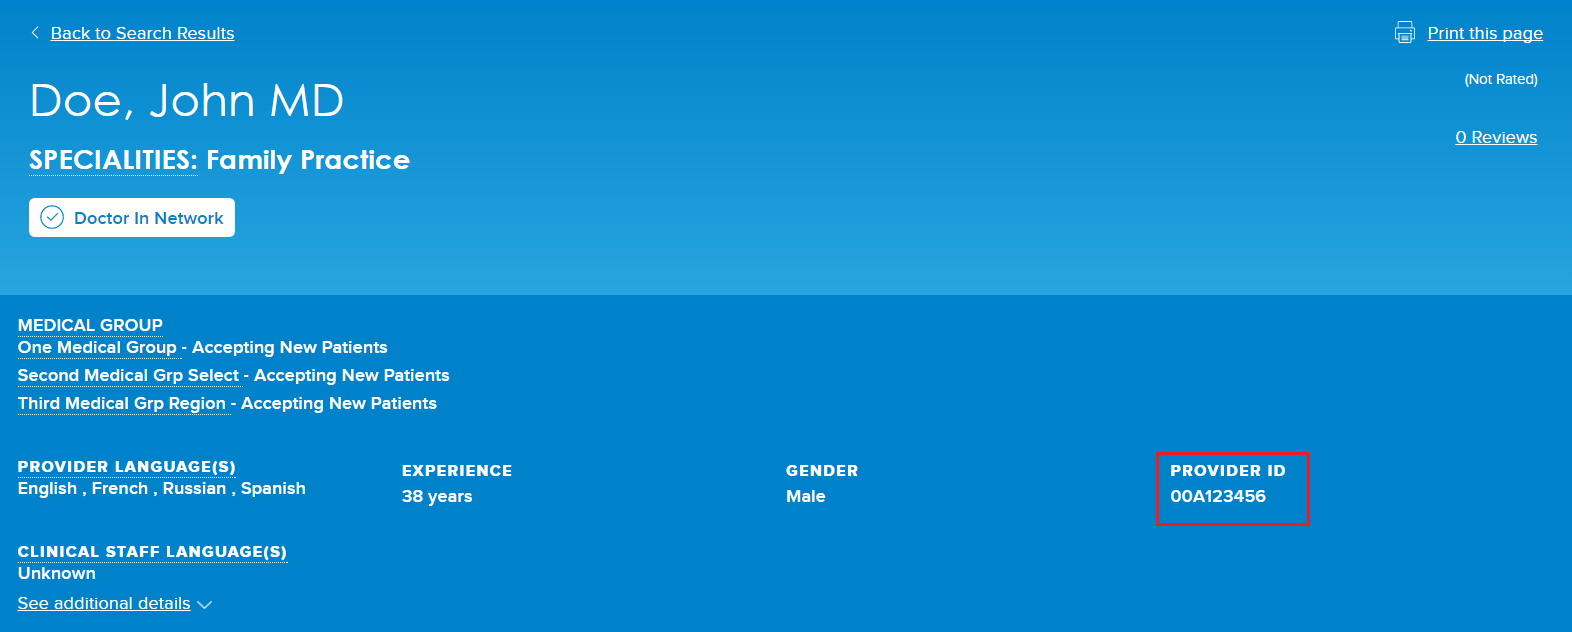 Back to Search Results
Print this page
Doe, John MD
(Not Rated)
0 Reviews
SPECIALITIES: Family Practice
Doctor In Network
MEDICAL GROUP
One Medical Group - Accepting New Patients
Second Medical Grp Select - Accepting New Patients
Third Medical Grp Region - Accepting New Patients
PROVIDER LANGUAGE(S)
English , French , Russian , Spanish
EXPERIENCE
38 years
GENDER
Male
PROVIDER ID
00A123456
CLINICAL STAFF LANGUAGE(S)
Unknown
See additional details